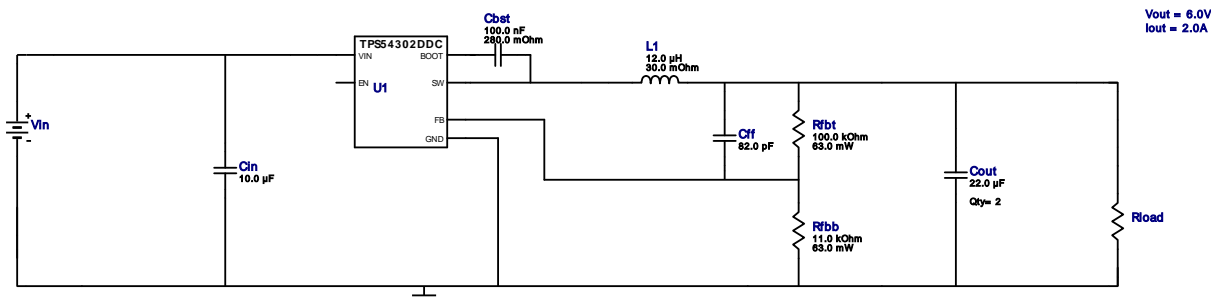 Vout = 6.0V
Iout = 2.0A
Cbst
100.0 nF
280.0 mOhm
TPS54302DDC
VIN
BOOT
EN
U1
SW
FB
GND
L1
12.0 µH
30.0 mOhm
+
Vin
-
Cin
10.0 µF
Cff
82.0 pF
Rfbt
100.0 kOhm
63.0 mW
Cout
22.0 µF
Qty= 2
Rfbb
11.0 kOhm
63.0 mW
Rload